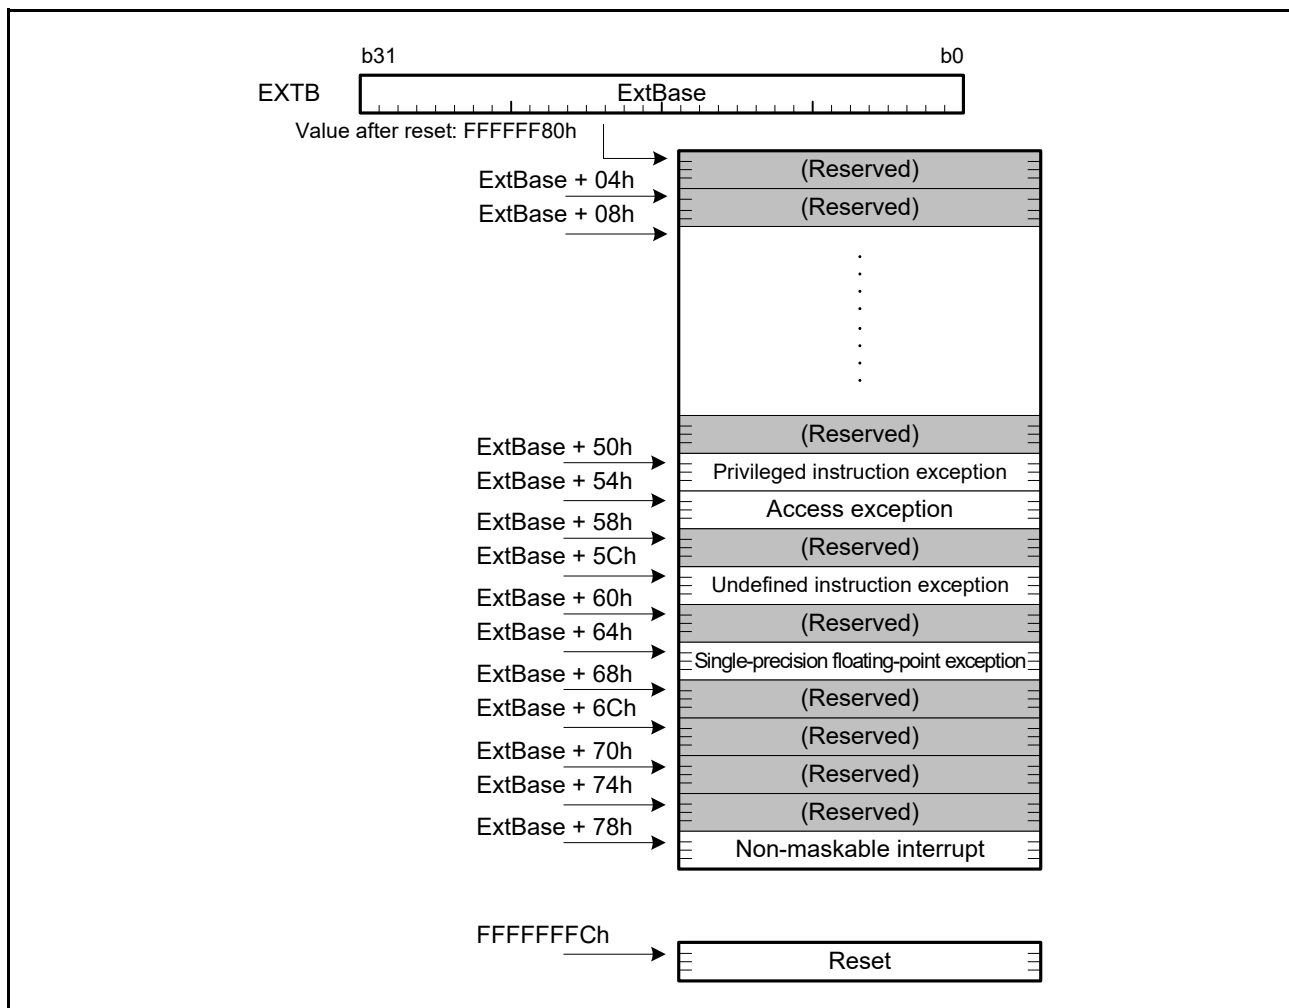 b31 b0
EXTB ExtBase
Value after reset: FFFFFF80h
(Reserved)
ExtBase + 04h
(Reserved)
ExtBase + 08h
(Reserved)
ExtBase + 50h
Privileged instruction exception
ExtBase + 54h
Access exception
ExtBase + 58h
(Reserved)
ExtBase + 5Ch
Undefined instruction exception
ExtBase + 60h
(Reserved)
ExtBase + 64h
Single-precision floating-point exception
ExtBase + 68h
(Reserved)
ExtBase + 6Ch
(Reserved)
ExtBase + 70h
(Reserved)
ExtBase + 74h
(Reserved)
ExtBase + 78h
Non-maskable interrupt
FFFFFFFCh
Reset